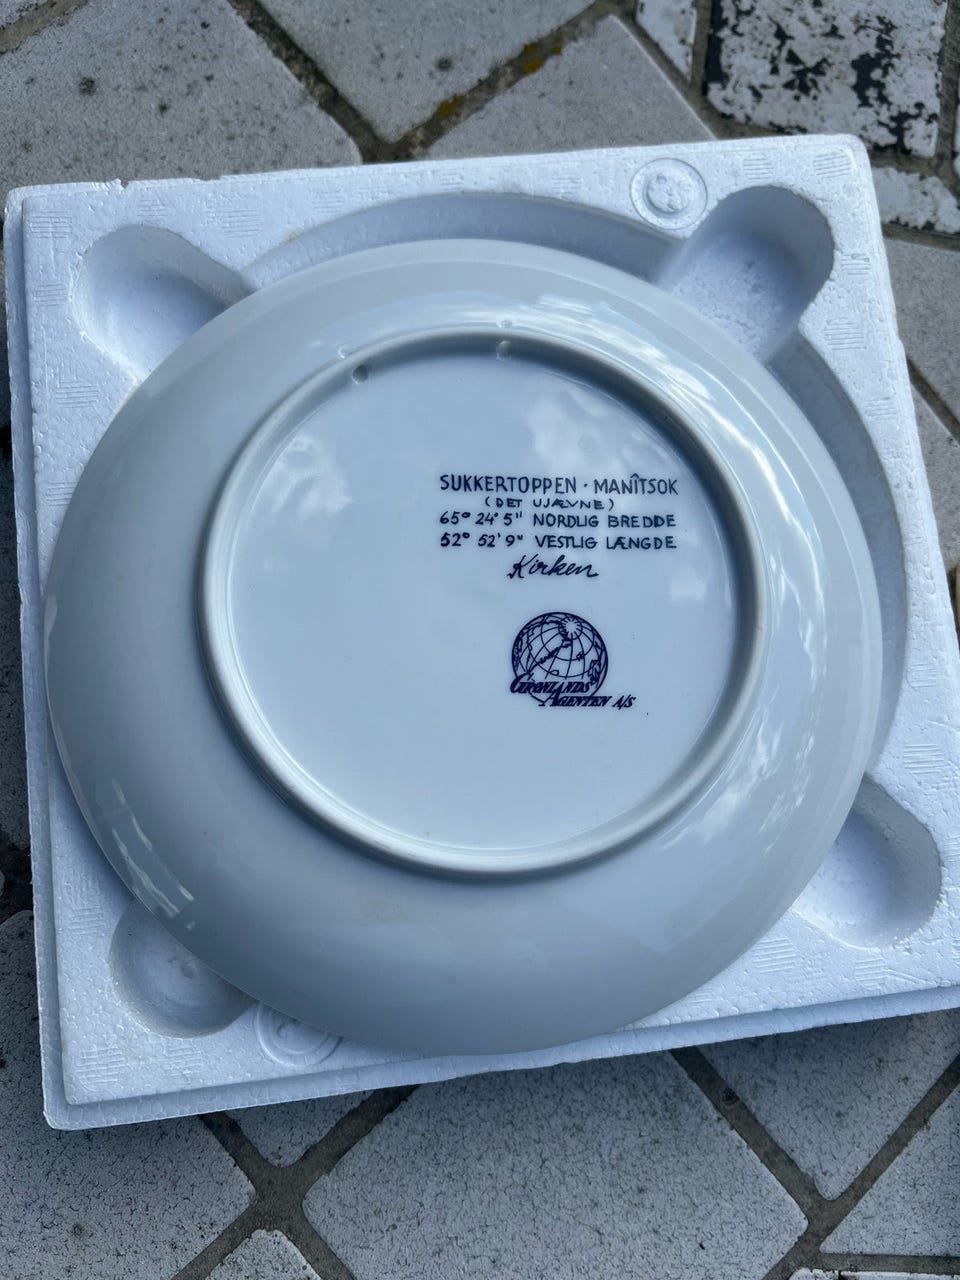 SUKKERTOPPEN · MANÎTSOK
(DET UJÆVNE)
65° 24' 5" NORDLIG BREDDE
52° 52' 9" VESTLIG LÆNGDE
Kirken
GRØNLANDS
AGENTEN A/S